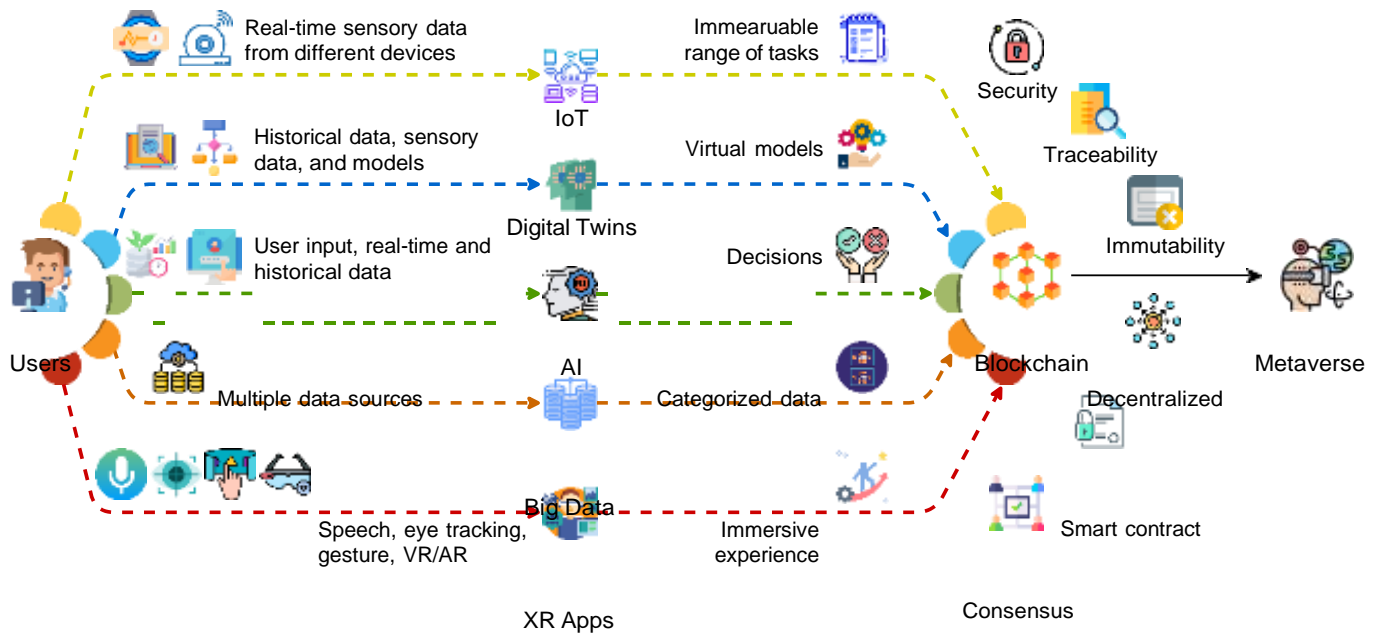 Real-time sensory data
from different devices
Immearuable
range of tasks
Security
IoT
Traceability
Historical data, sensory
data, and models
Virtual models
Digital Twins
Immutability
User input, real-time and
historical data
Decisions
Users
AI
Blockchain
Metaverse
Multiple data sources
Categorized data
Decentralized
Big Data
Speech, eye tracking,
gesture, VR/AR
Immersive
experience
Smart contract
XR Apps
Consensus